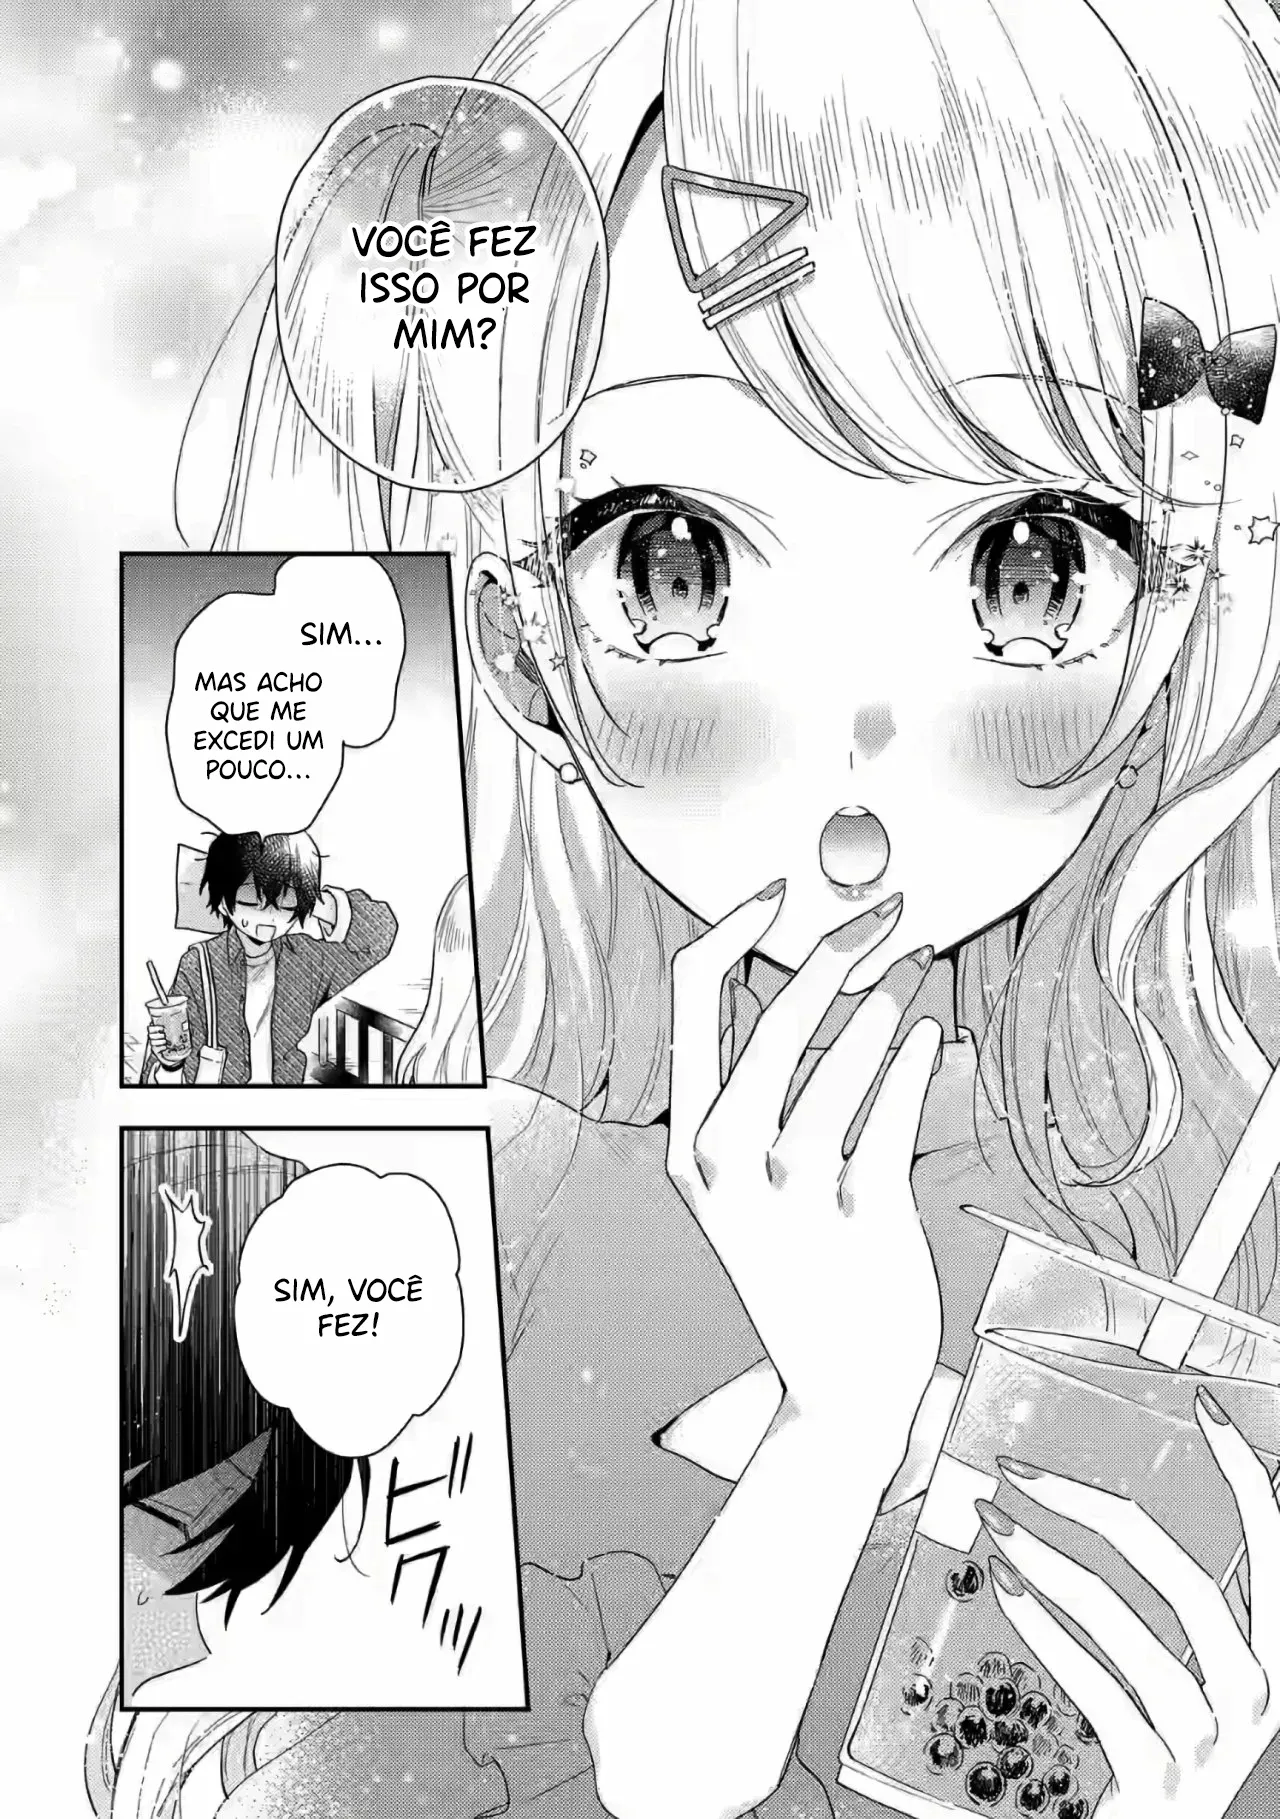 VOCÊ FEZ
ISSO POR
MIM?
SIM...
MAS ACHO
QUE ME
EXCEDI UM
POUCO...
SIM, VOCÊ
FEZ!
ビクッ